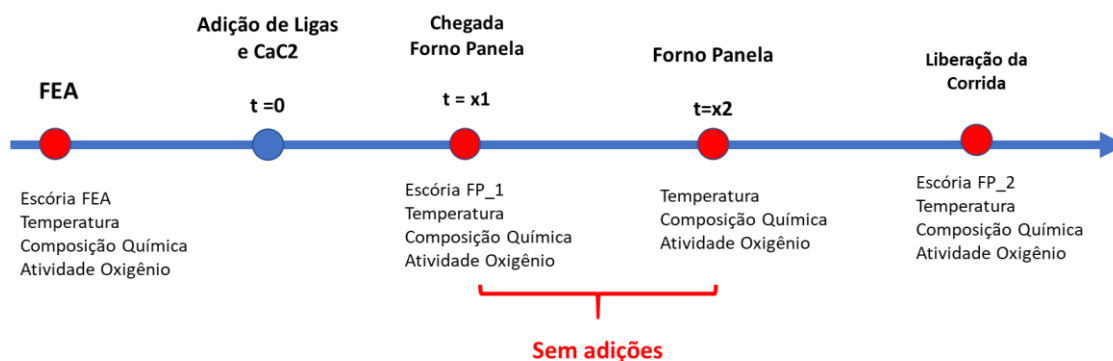 FEA
Adição de Ligas
e CaC2
t =0
Chegada
Forno Panela
t = x1
Forno Panela
t=x2
Liberação da
Corrida
Escória FEA
Temperatura
Composição Química
Atividade Oxigênio
Escória FP_1
Temperatura
Composição Química
Atividade Oxigênio
Temperatura
Composição Química
Atividade Oxigênio
Escória FP_2
Temperatura
Composição Química
Atividade Oxigênio
Sem adições